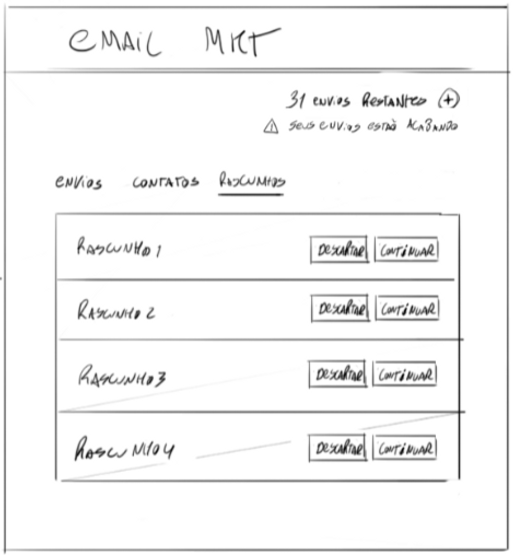 EMAIL MKT
31 ENVIOS RESTANTES +
! SEUS ENVIOS ESTÃO ACABANDO
ENVIOS CONTATOS RASCUNHOS
RASCUNHO 1 DESCARTAR CONTINUAR
RASCUNHO 2 DESCARTAR CONTINUAR
RASCUNHO 3 DESCARTAR CONTINUAR
RASCUNHO 4 DESCARTAR CONTINUAR